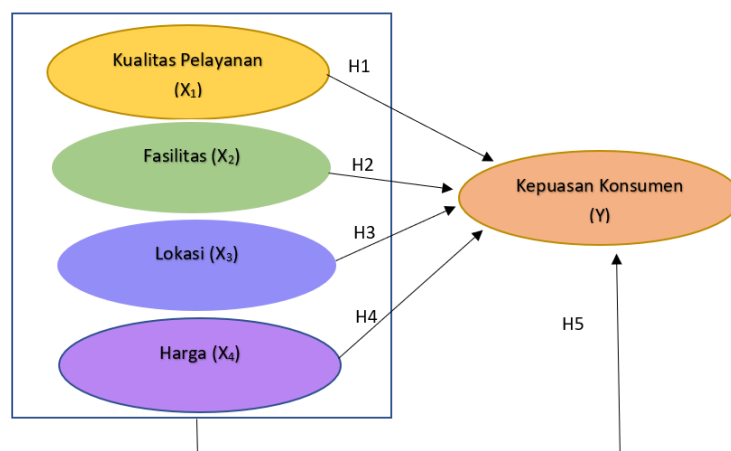 Kualitas Pelayanan
(X₁)
H1
Fasilitas (X₂)
H2
Kepuasan Konsumen
(Y)
H3
Lokasi (X₃)
H4
H5
Harga (X₄)